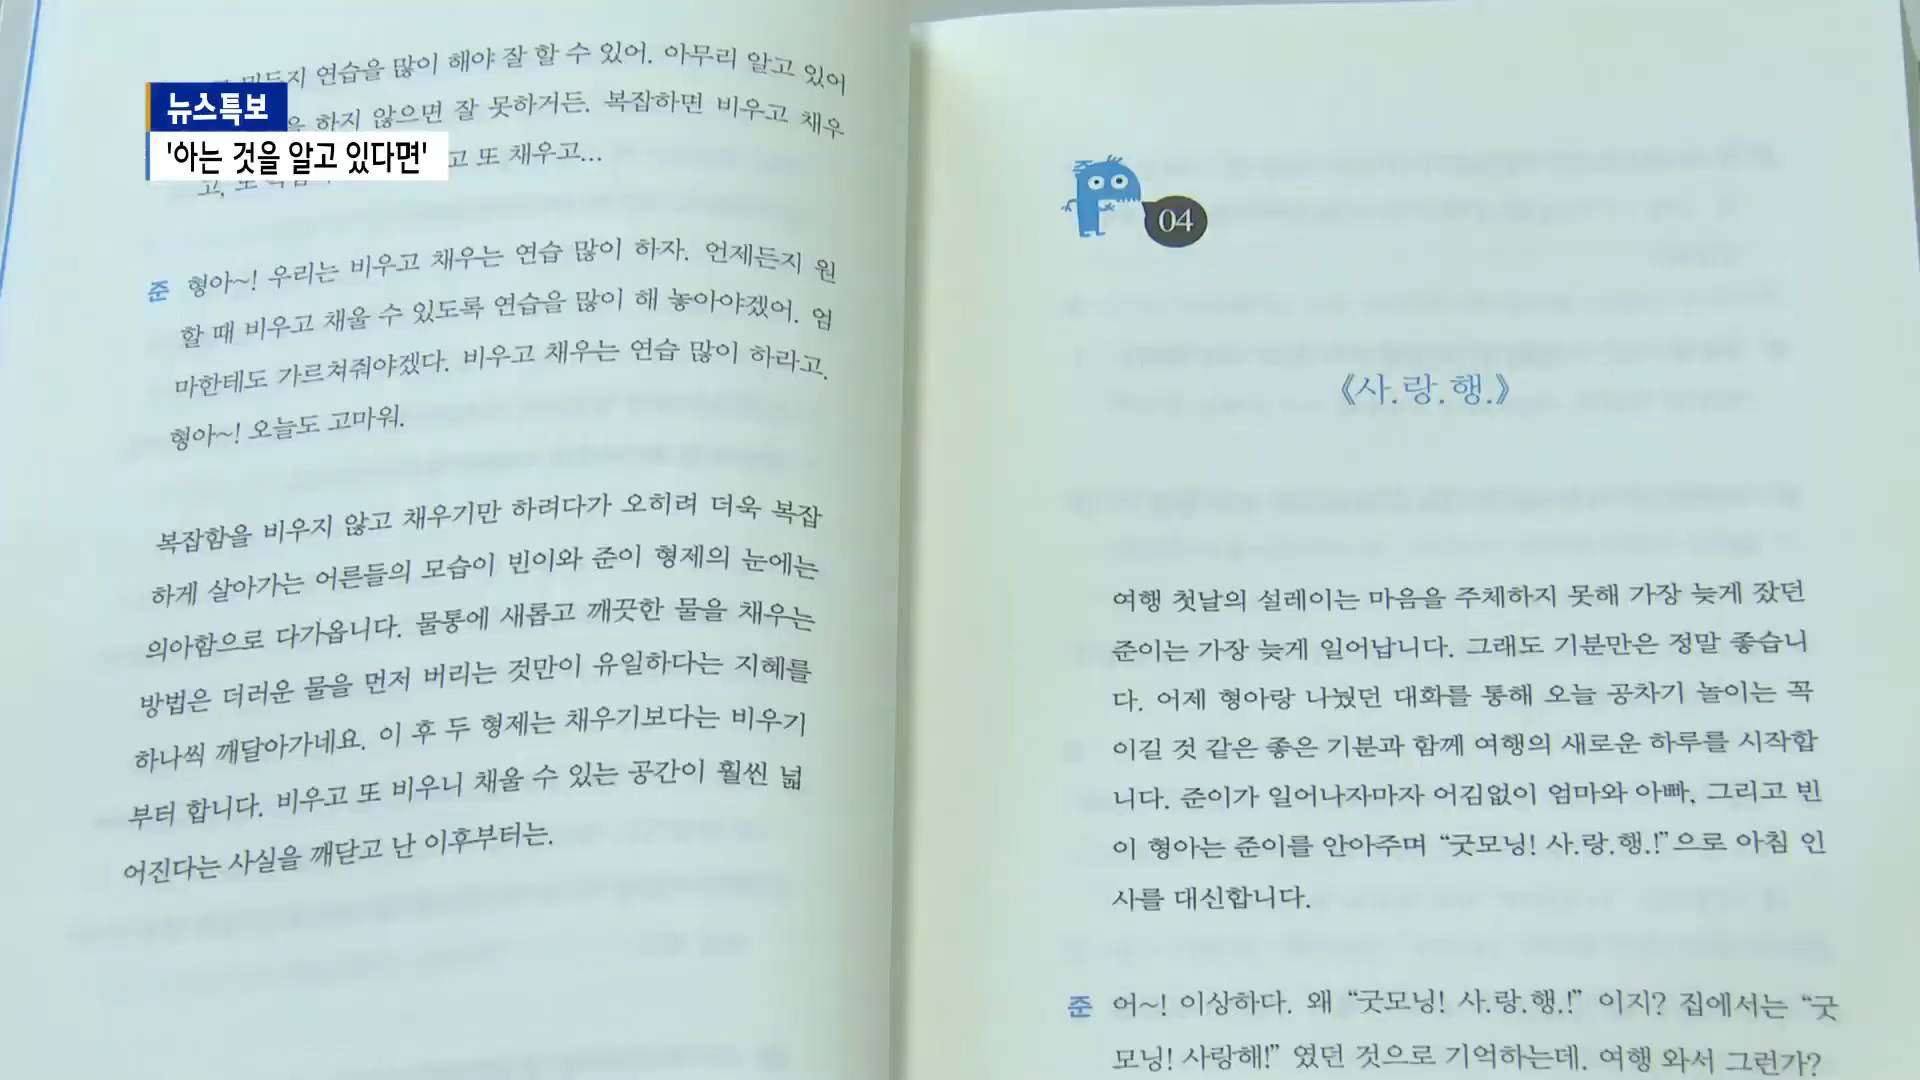 뉴스특보
'아는 것을 알고 있다면'
연습을 많이 해야 잘 할 수 있어. 아무리 알고 있어
하지 않으면 잘 못하거든. 복잡하면 비우고 채우
고 또 채우고...
준 형아~! 우리는 비우고 채우는 연습 많이 하자. 언제든지 원
할 때 비우고 채울 수 있도록 연습을 많이 해 놓아야겠어. 엄
마한테도 가르쳐줘야겠다. 비우고 채우는 연습 많이 하라고.
형아~! 오늘도 고마워.
복잡함을 비우지 않고 채우기만 하려다가 오히려 더욱 복잡
하게 살아가는 어른들의 모습이 빈이와 준이 형제의 눈에는
의아함으로 다가옵니다. 물통에 새롭고 깨끗한 물을 채우는
방법은 더러운 물을 먼저 버리는 것만이 유일하다는 지혜를
하나씩 깨달아가네요. 이 후 두 형제는 채우기보다는 비우기
부터 합니다. 비우고 또 비우니 채울 수 있는 공간이 훨씬 넓
어진다는 사실을 깨닫고 난 이후부터는.
04
《사.랑.행.》
여행 첫날의 설레이는 마음을 주체하지 못해 가장 늦게 잤던
준이는 가장 늦게 일어납니다. 그래도 기분만은 정말 좋습니
다. 어제 형아랑 나눴던 대화를 통해 오늘 공차기 놀이는 꼭
이길 것 같은 좋은 기분과 함께 여행의 새로운 하루를 시작합
니다. 준이가 일어나자마자 어김없이 엄마와 아빠, 그리고 빈
이 형아는 준이를 안아주며 “굿모닝! 사.랑.행.!”으로 아침 인
사를 대신합니다.
준 어~! 이상하다. 왜 “굿모닝! 사.랑.행.!” 이지? 집에서는 “굿
모닝! 사랑해!” 였던 것으로 기억하는데. 여행 와서 그런가?